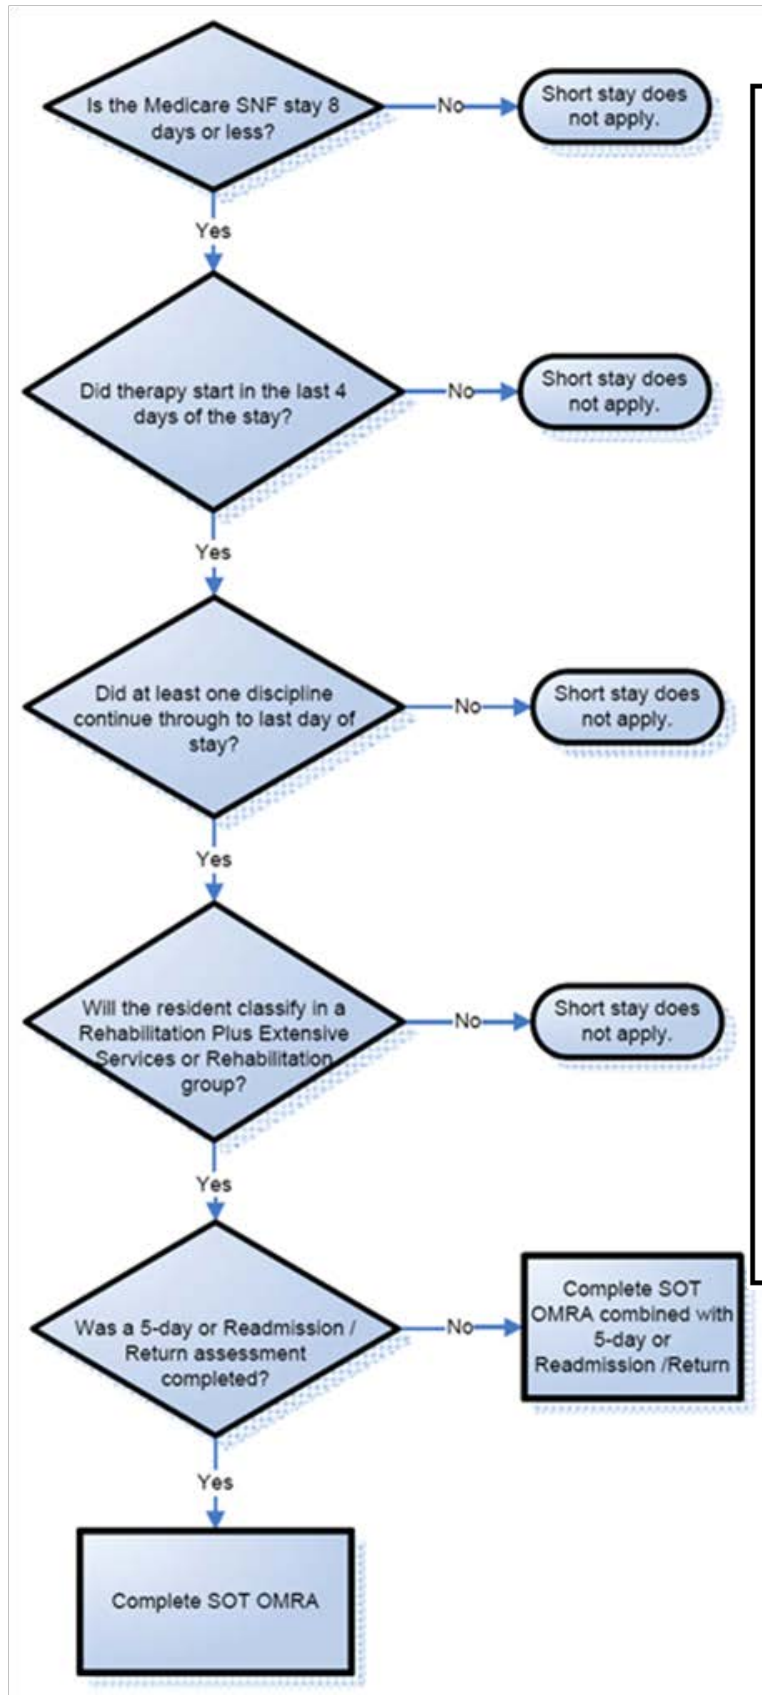 Is the Medicare SNF stay 8
days or less?
No
Short stay does
not apply.
Yes
Did therapy start in the last 4
days of the stay?
No
Short stay does
not apply.
Yes
Did at least one discipline
continue through to last day of
stay?
No
Short stay does
not apply.
Yes
Will the resident classify in a
Rehabilitation Plus Extensive
Services or Rehabilitation
group?
No
Short stay does
not apply.
Yes
Was a 5-day or Readmission /
Return assessment
completed?
No
Complete SOT
OMRA combined with
5-day or
Readmission /Return
Yes
Complete SOT OMRA